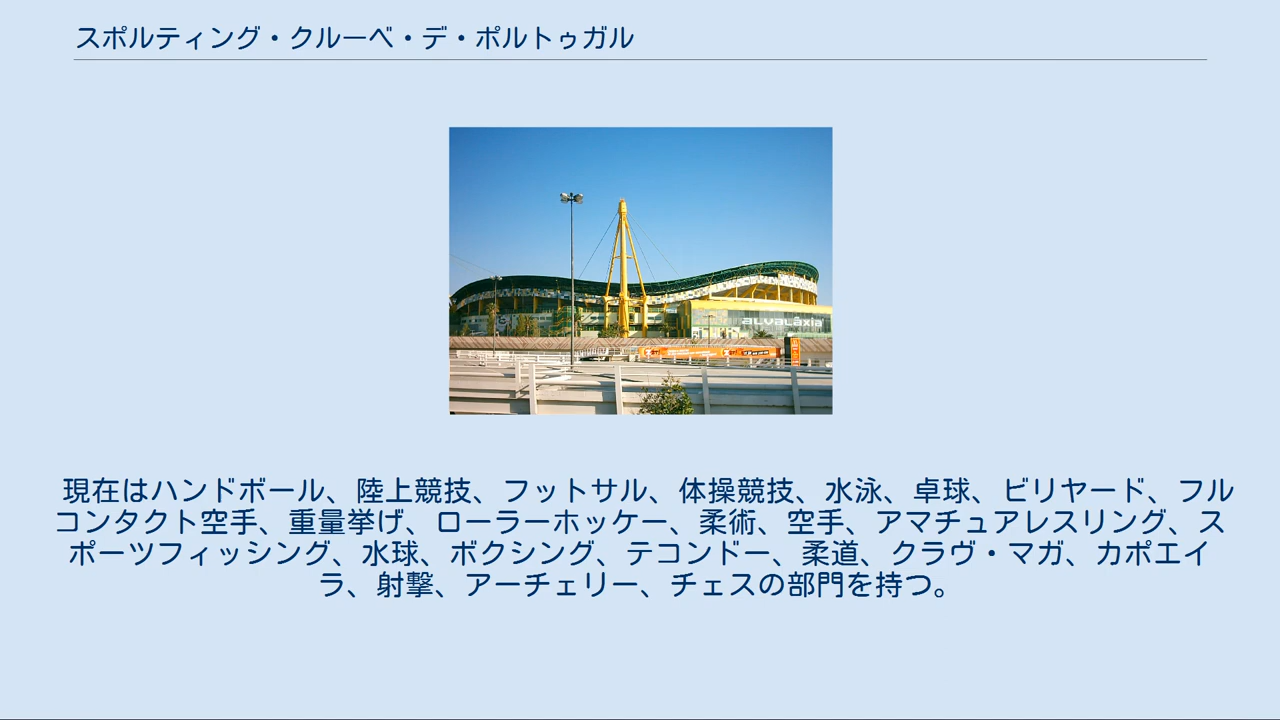 スポルティング・クルーベ・デ・ポルトゥガル
alvaláxia
現在はハンドボール、陸上競技、フットサル、体操競技、水泳、卓球、ビリヤード、フル
コンタクト空手、重量挙げ、ローラーホッケー、柔術、空手、アマチュアレスリング、ス
ポーツフィッシング、水球、ボクシング、テコンドー、柔道、クラヴ・マガ、カポエイ
ラ、射撃、アーチェリー、チェスの部門を持つ。